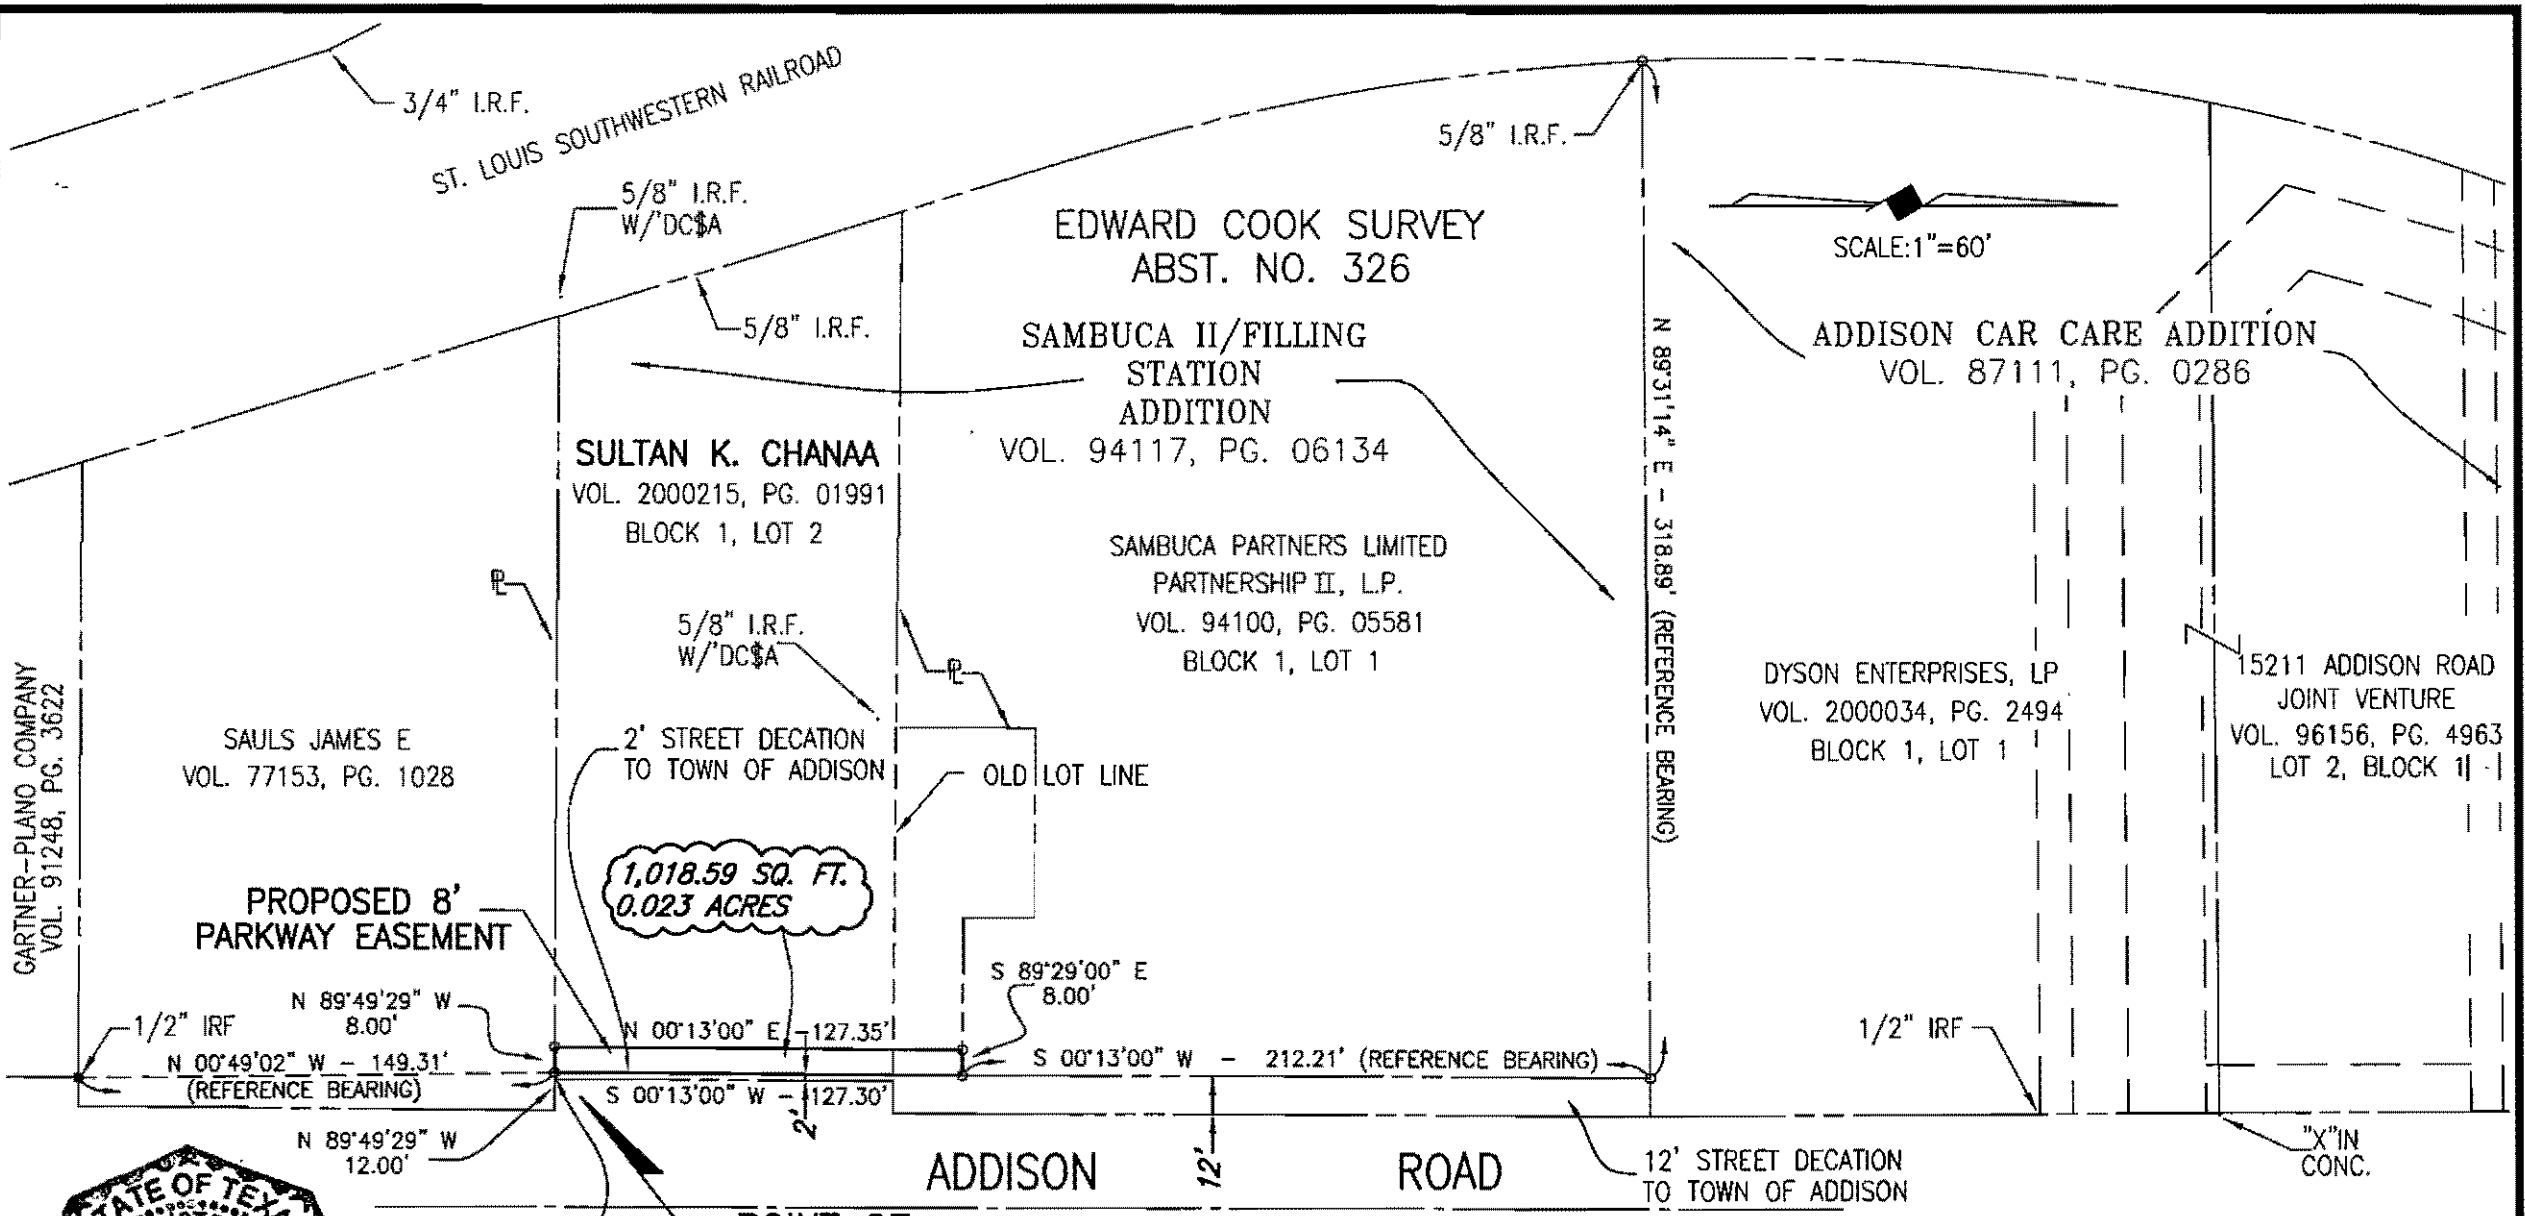 3/4" I.R.F.
ST. LOUIS SOUTHWESTERN RAILROAD
5/8" I.R.F.
W/'DC$A
5/8" I.R.F.
5/8" I.R.F.
EDWARD COOK SURVEY
ABST. NO. 326
SCALE:1"=60'
SAMBUCA II/FILLING
STATION
ADDITION
VOL. 94117, PG. 06134
ADDISON CAR CARE ADDITION
VOL. 87111, PG. 0286
SULTAN K. CHANAA
VOL. 2000215, PG. 01991
BLOCK 1, LOT 2
N 89°31'14" E - 318.89' (REFERENCE BEARING)
SAMBUCA PARTNERS LIMITED
PARTNERSHIP II, L.P.
VOL. 94100, PG. 05581
BLOCK 1, LOT 1
PL
5/8" I.R.F.
W/'DC$A
PL
DYSON ENTERPRISES, LP
VOL. 2000034, PG. 2494
BLOCK 1, LOT 1
15211 ADDISON ROAD
JOINT VENTURE
VOL. 96156, PG. 4963
LOT 2, BLOCK 1
GARTNER-PLANO COMPANY
VOL. 91248, PG. 3622
SAULS JAMES E
VOL. 77153, PG. 1028
2' STREET DECATION
TO TOWN OF ADDISON
OLD LOT LINE
1,018.59 SQ. FT.
0.023 ACRES
PROPOSED 8'
PARKWAY EASEMENT
S 89°29'00" E
8.00'
N 89°49'29" W
8.00'
1/2" IRF
N 00°13'00" E - 127.35'
1/2" IRF
N 00°49'02" W - 149.31'
(REFERENCE BEARING)
S 00°13'00" W - 212.21' (REFERENCE BEARING)
S 00°13'00" W - 127.30'
2'
N 89°49'29" W
12.00'
12'
ADDISON ROAD
12' STREET DECATION
TO TOWN OF ADDISON
"X"IN
CONC.
STATE OF TEXAS